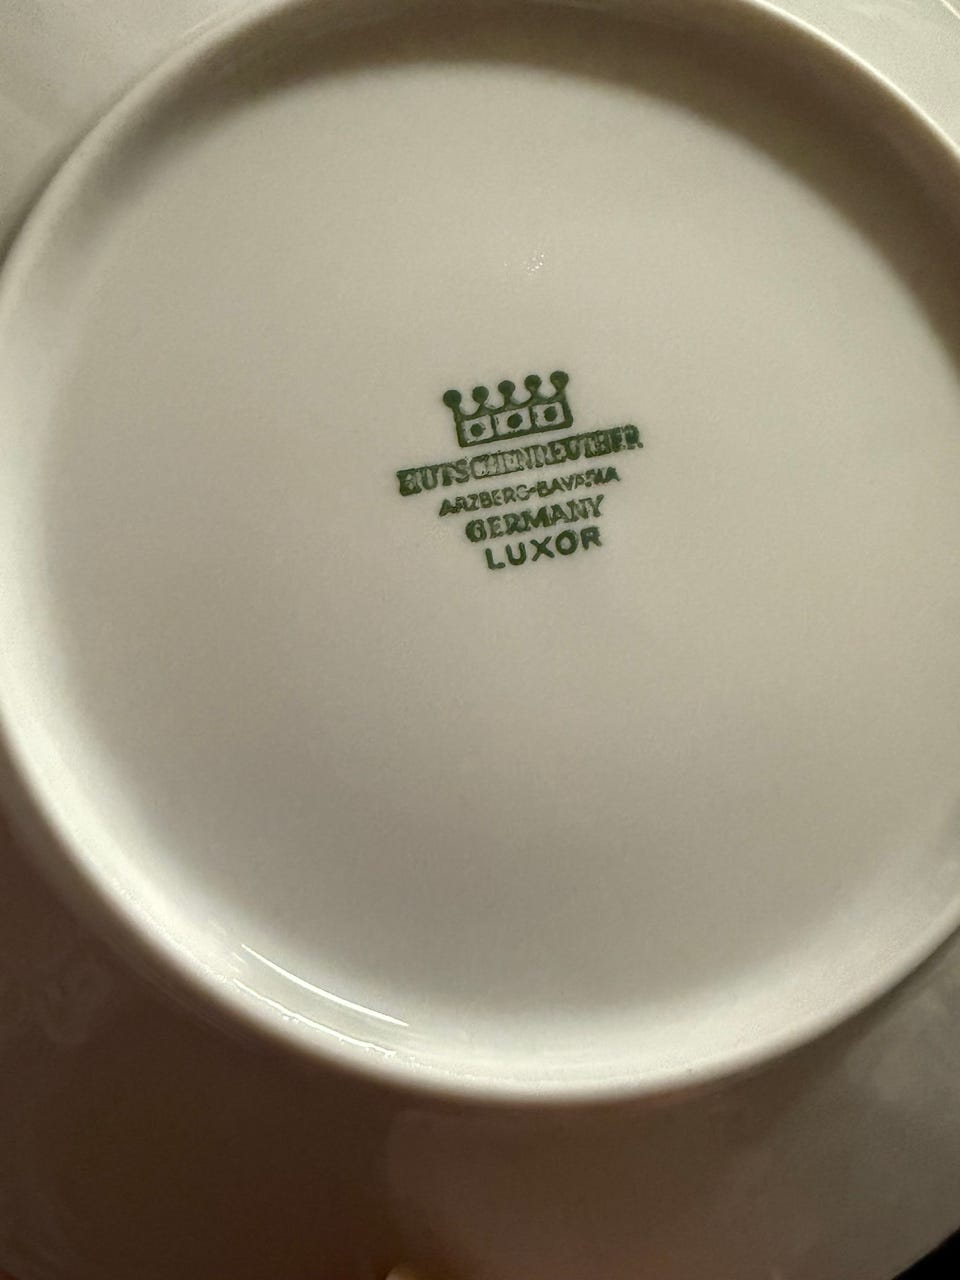 HUTSCHENREUTHER
ARZBERG-BAVARIA
GERMANY
LUXOR